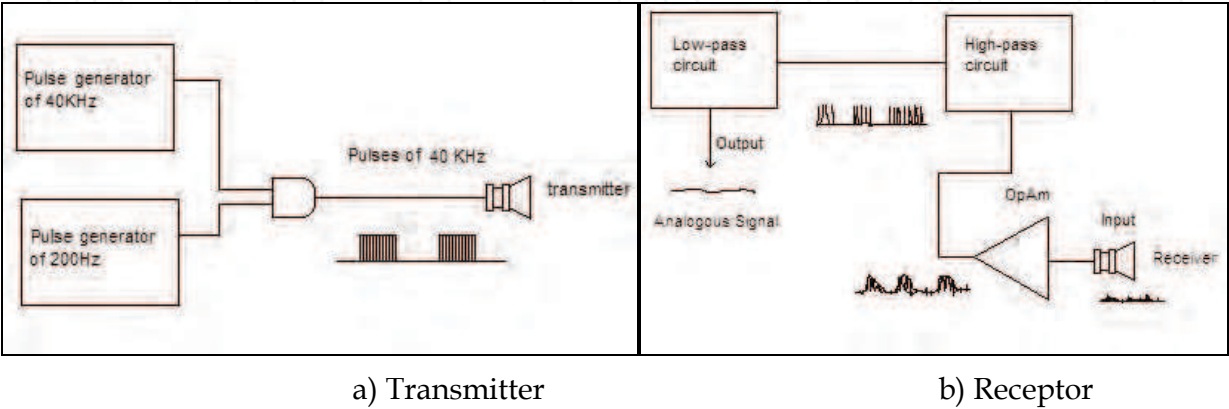 Pulse generator
of 40KHz
Pulse generator
of 200Hz
Pulses of 40 KHz
transmitter
Low-pass
circuit
High-pass
circuit
Output
Analogous Signal
OpAm
Input
Receiver
a) Transmitter
b) Receptor